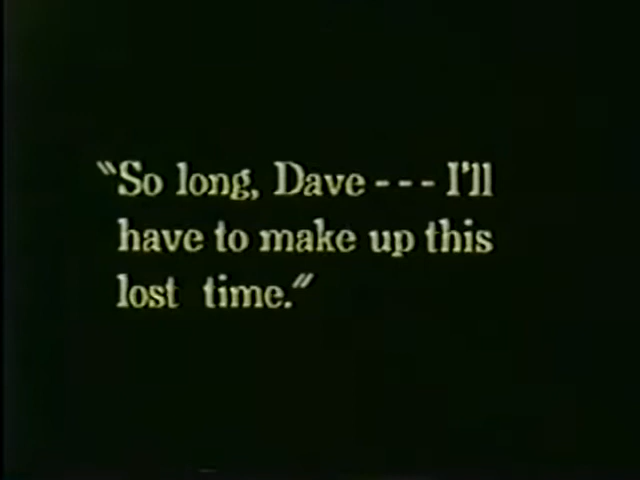 "So long, Dave --- I'll
have to make up this
lost time."